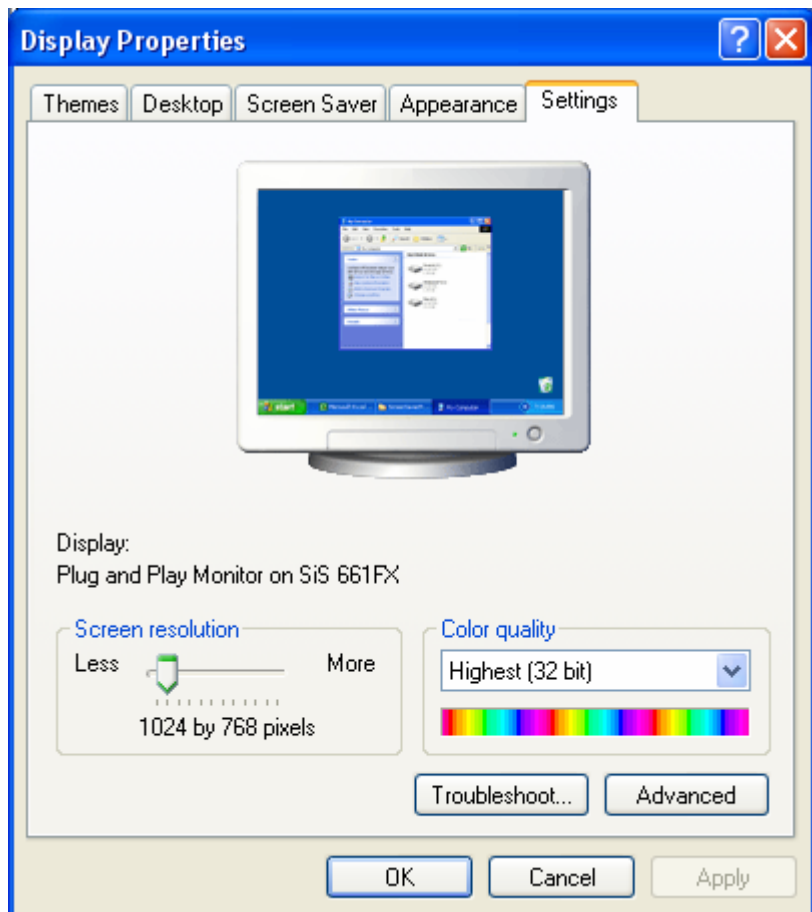 Display Properties
Themes Desktop Screen Saver Appearance Settings
start
Display:
Plug and Play Monitor on SiS 661FX
Screen resolution
Less More
1024 by 768 pixels
Color quality
Highest (32 bit)
Troubleshoot... Advanced
OK Cancel Apply